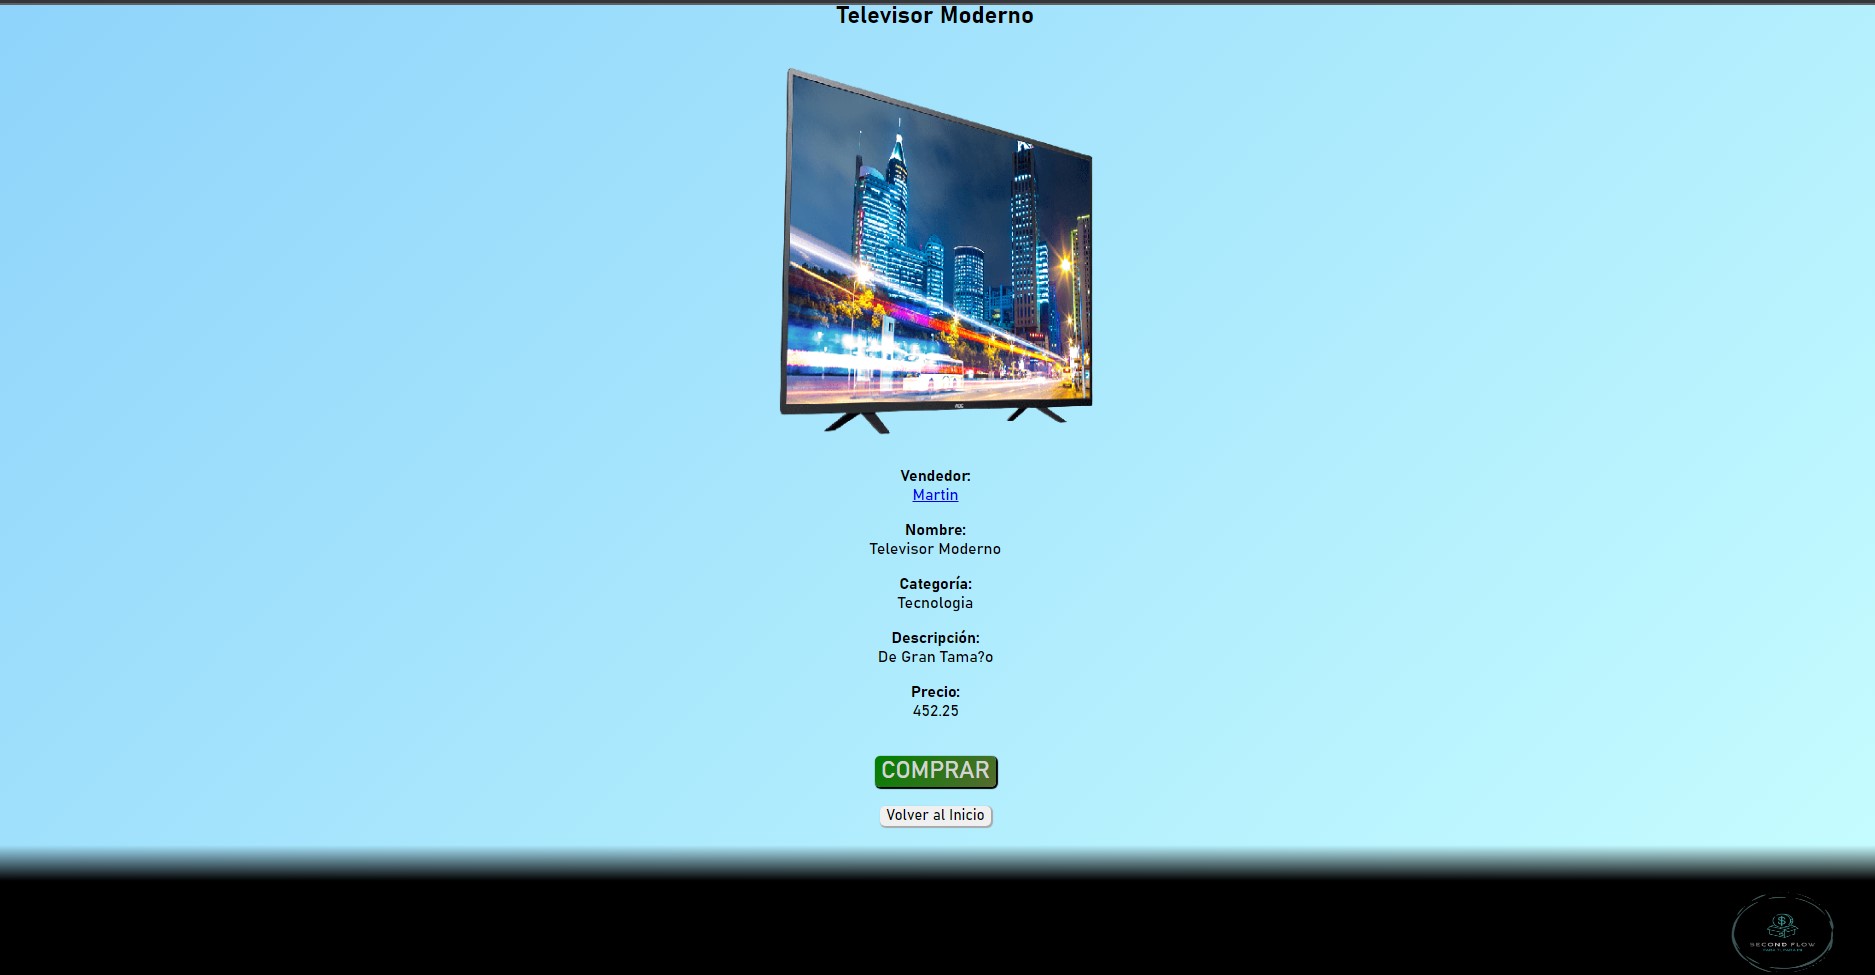 Televisor Moderno
AOC
Vendedor:
Martin
Nombre:
Televisor Moderno
Categoría:
Tecnologia
Descripción:
De Gran Tama?o
Precio:
452.25
COMPRAR
Volver al Inicio
SECOND FLOW